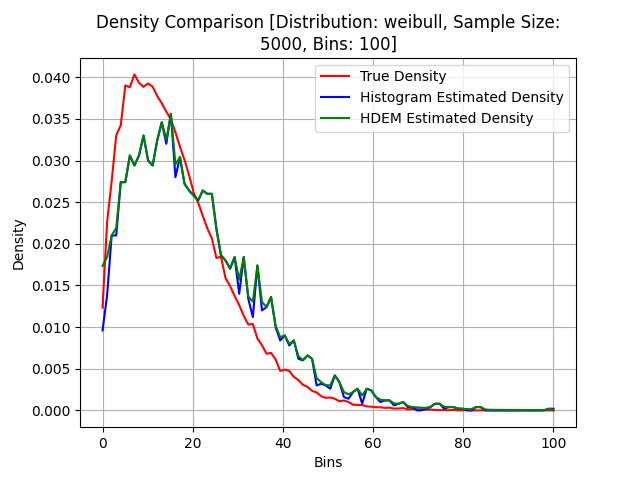 Density Comparison [Distribution: weibull, Sample Size:
5000, Bins: 100]
True Density
Histogram Estimated Density
HDEM Estimated Density
Density
0.040
0.035
0.030
0.025
0.020
0.015
0.010
0.005
0.000
0 20 40 60 80 100
Bins